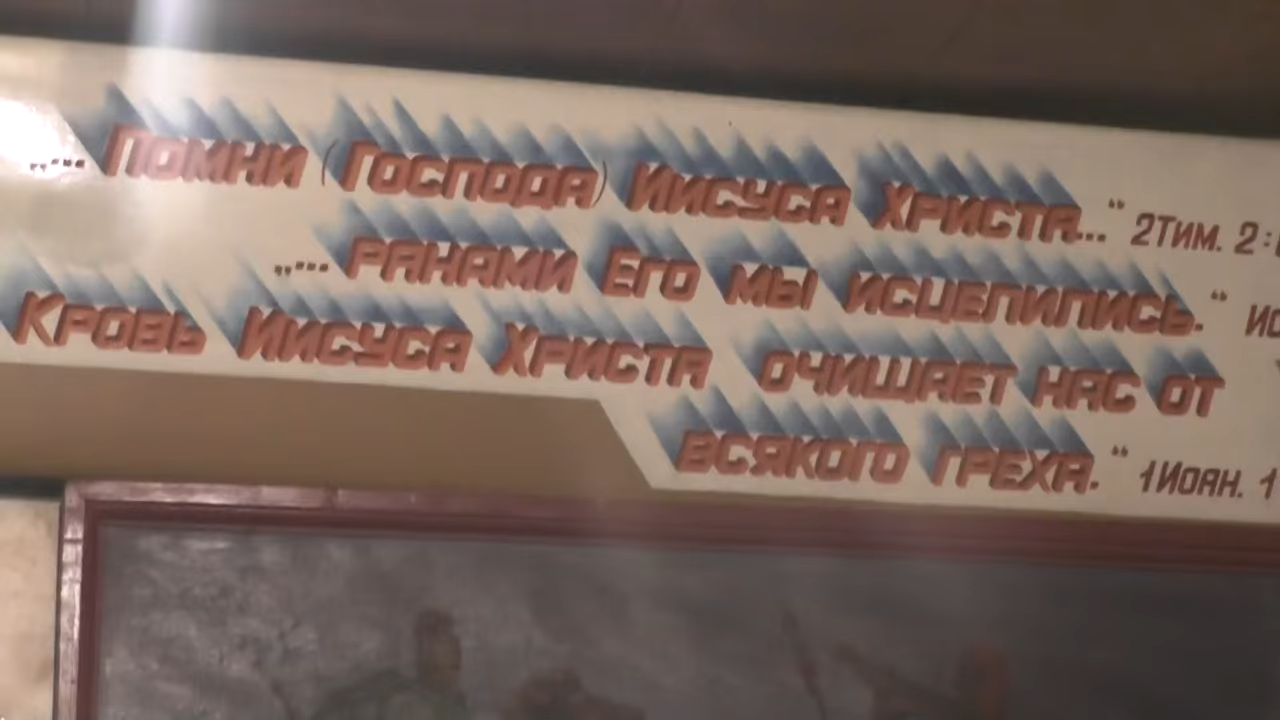 „... Помни (Господа) Иисуса Христа...“ 2Тим. 2:
„... ранами Его мы исцелились.“
Кровь Иисуса Христа очищает нас от
всякого греха.“ 1Иоан. 1